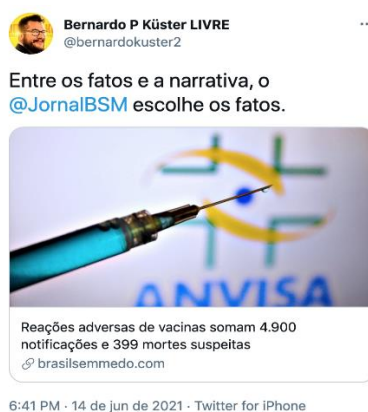 Bernardo P Küster LIVRE
@bernardokuster2
Entre os fatos e a narrativa, o
@JornalBSM escolhe os fatos.
ANVISA
Reações adversas de vacinas somam 4.900
notificações e 399 mortes suspeitas
brasilsemmedo.com
6:41 PM · 14 de jun de 2021 · Twitter for iPhone